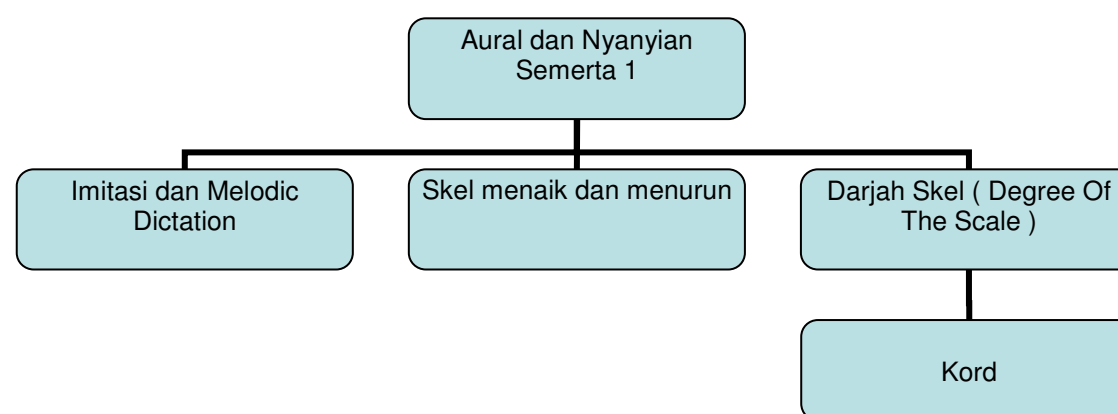 Aural dan Nyanyian
Semerta 1
Imitasi dan Melodic
Dictation
Skel menaik dan menurun
Darjah Skel ( Degree Of
The Scale )
Kord